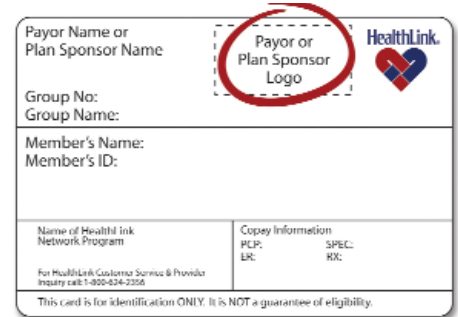 Payor Name or
Plan Sponsor Name
Payor or
Plan Sponsor
Logo
HealthLink.
Group No:
Group Name:
Member's Name:
Member's ID:
Name of HealthLink
Network Program
For HealthLink Customer Service & Provider
Inquiry call: 1-800-624-2356
Copay Information
PCP: SPEC:
ER: RX:
This card is for identification ONLY. It is NOT a guarantee of eligibility.